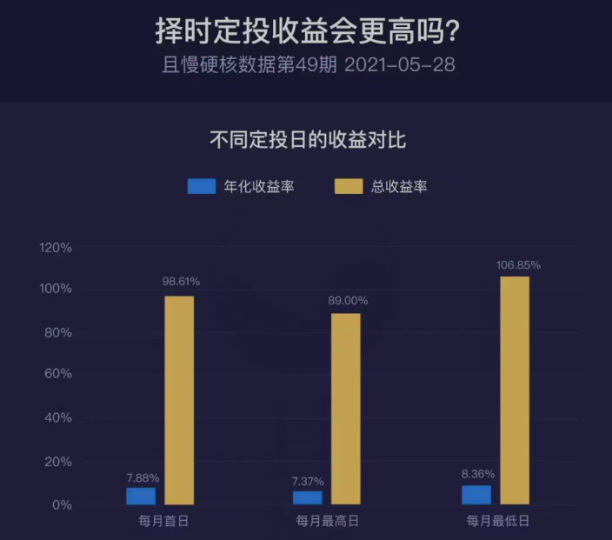 择时定投收益会更高吗?
且慢硬核数据第49期 2021-05-28
不同定投日的收益对比
年化收益率 总收益率
120%
106.85%
100%
98.61%
89.00%
80%
60%
40%
20%
7.88%
7.37%
8.36%
0%
每月首日 每月最高日 每月最低日